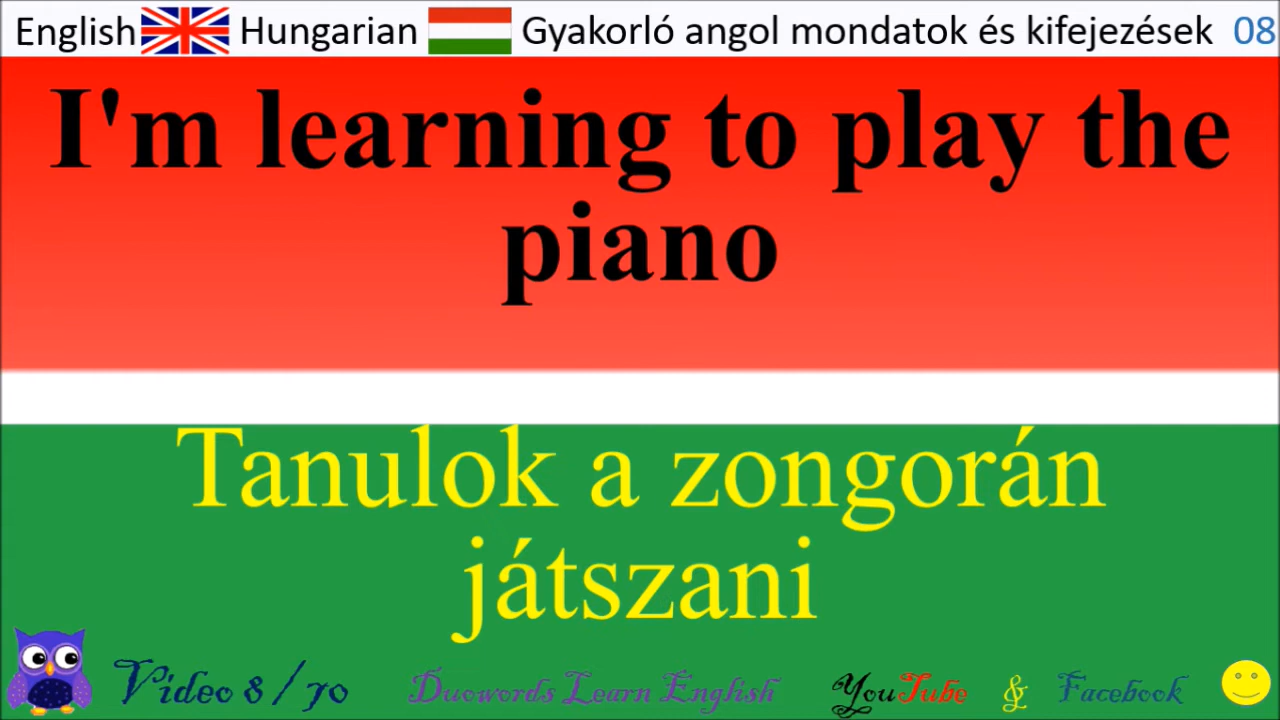 English Hungarian Gyakorló angol mondatok és kifejezések 08
I'm learning to play the
piano
Tanulok a zongorán
játszani
Video 8 / 70 Duowords Learn English YouTube & Facebook